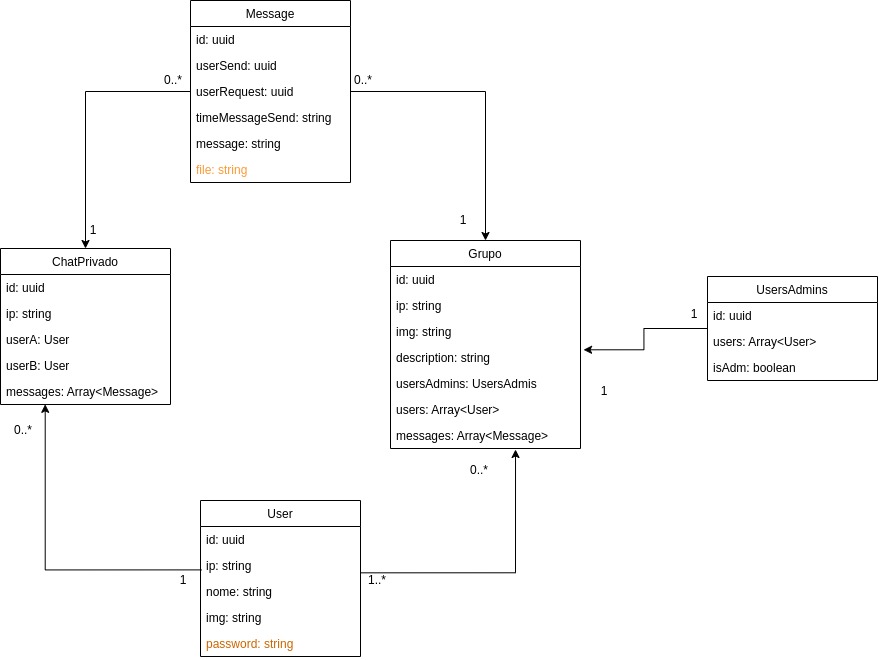 Message
id: uuid
userSend: uuid
userRequest: uuid
timeMessageSend: string
message: string
file: string
0..*
0..*
1
1
ChatPrivado
id: uuid
ip: string
userA: User
userB: User
messages: Array<Message>
0..*
Grupo
id: uuid
ip: string
img: string
description: string
usersAdmins: UsersAdmis
users: Array<User>
messages: Array<Message>
0..*
1
1
UsersAdmins
id: uuid
users: Array<User>
isAdm: boolean
User
id: uuid
ip: string
nome: string
img: string
password: string
1
1..*